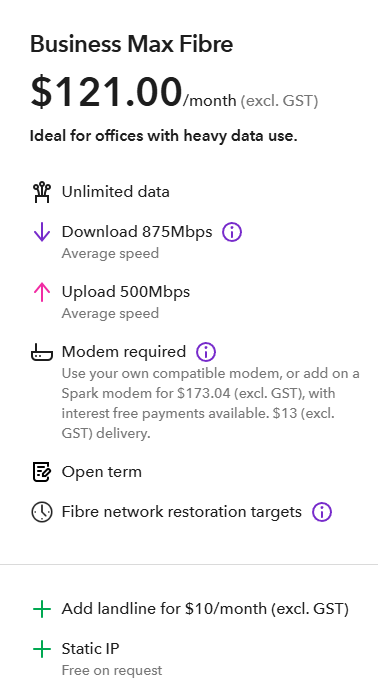 Business Max Fibre
$121.00/month (excl. GST)
Ideal for offices with heavy data use.
Unlimited data
Download 875Mbps
Average speed
Upload 500Mbps
Average speed
Modem required
Use your own compatible modem, or add on a
Spark modem for $173.04 (excl. GST), with
interest free payments available. $13 (excl.
GST) delivery.
Open term
Fibre network restoration targets
Add landline for $10/month (excl. GST)
Static IP
Free on request